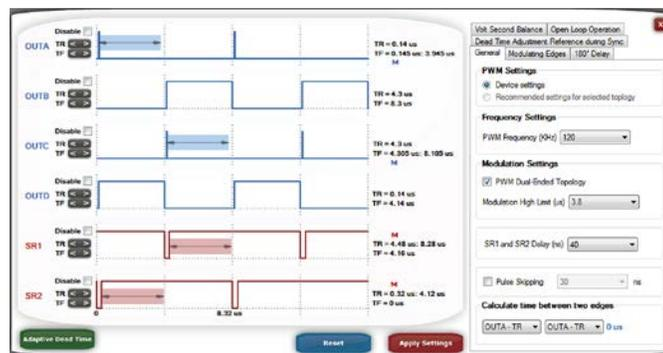 Disable
OUTA TR < > TR = 0.14 us
TF < > TF = 0.145 us: 3.945 us
M
Disable
OUTB TR < > TR = 4.3 us
TF < > TF = 8.3 us
Disable
OUTC TR < > TR = 4.3 us
TF < > TF = 4.305 us: 8.105 us
M
Disable
OUTD TR < > TR = 0.14 us
TF < > TF = 4.14 us
Disable M
SR1 TR < > TR = 4.48 us: 8.28 us
TF < > TF = 4.16 us
Disable M
SR2 TR < > TR = 0.32 us: 4.12 us
TF < > TF = 0 us
0 8.32 us
Adaptive Dead Time Reset Apply Settings
x
Volt Second Balance Open Loop Operation
Dead Time Adjustment Reference during Sync
General Modulating Edges 180° Delay
PWM Settings
Device settings
Recommended settings for selected toplogy
Frequency Settings
PWM Frequency (KHz) 120
Modulation Settings
PWM Dual-Ended Topology
Modulation High Limit (us) 3.8
SR1 and SR2 Delay (ns) 40
Pulse Skipping 30 ns
Calculate time between two edges
OUTA - TR OUTA - TR 0 us